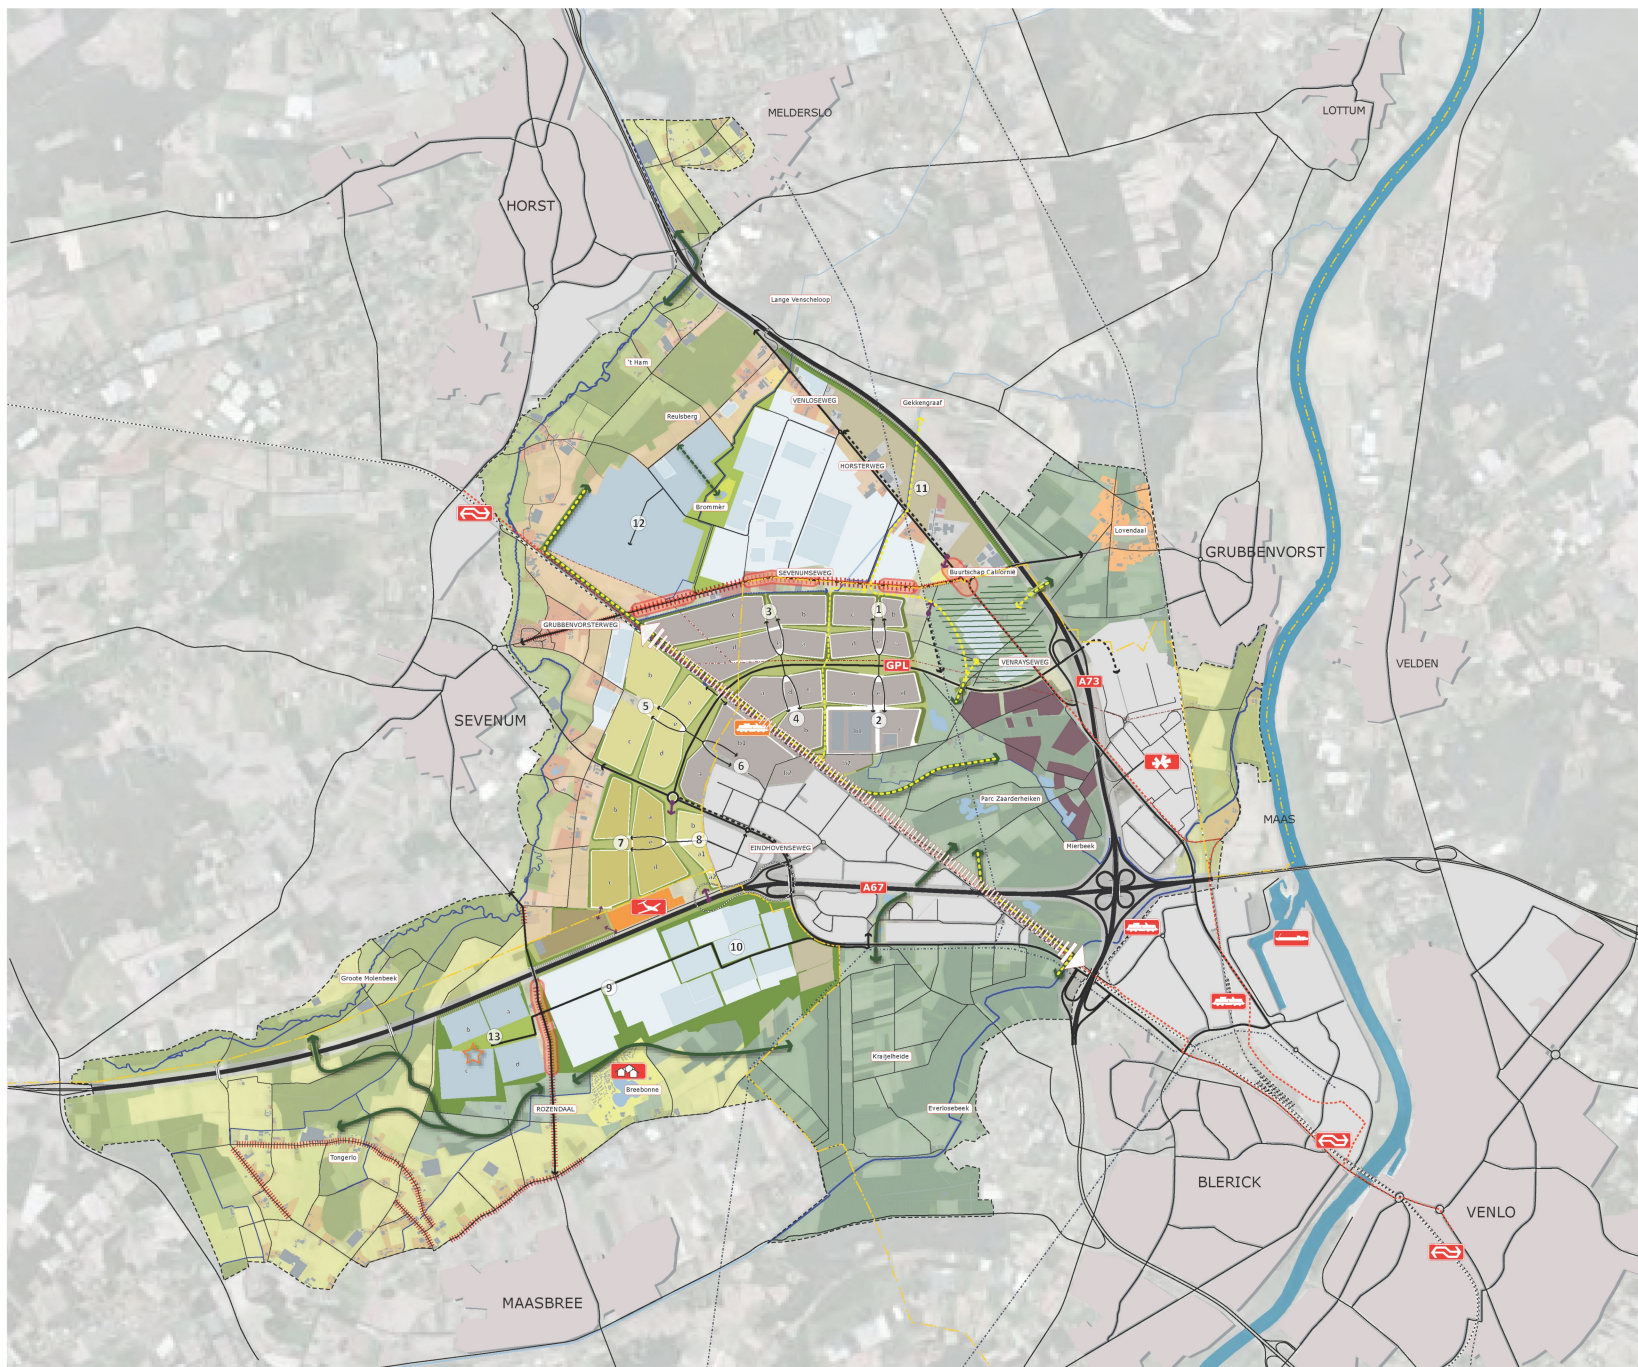 MELDERSLO
LOTTUM
HORST
Lange Venscheloop
't Ham
VENLOSEWEG
Gekkengraaf
Reulsberg
HORSTERWEG
11
Brommèr
12
Lovendaal
GRUBBENVORST
SEVENUMSEWEG
Buurtschap Californië
3
1
GRUBBENVORSTERWEG
GPL
VENRAYSEWEG
VELDEN
A73
5
SEVENUM
4
2
6
Parc Zaarderheiken
MAAS
7
8
EINDHOVENSEWEG
Mierbeek
A67
10
Groote Molenbeek
9
13
Kraijelheide
Breebonne
ROZENDAAL
Everlosebeek
Tongerlo
BLERICK
VENLO
MAASBREE